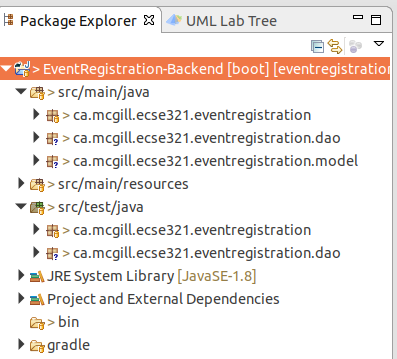 Package Explorer UML Lab Tree
> EventRegistration-Backend [boot] [eventregistration
> src/main/java
> ca.mcgill.ecse321.eventregistration
> ca.mcgill.ecse321.eventregistration.dao
> ca.mcgill.ecse321.eventregistration.model
> src/main/resources
> src/test/java
> ca.mcgill.ecse321.eventregistration
> ca.mcgill.ecse321.eventregistration.dao
JRE System Library [JavaSE-1.8]
Project and External Dependencies
> bin
> gradle